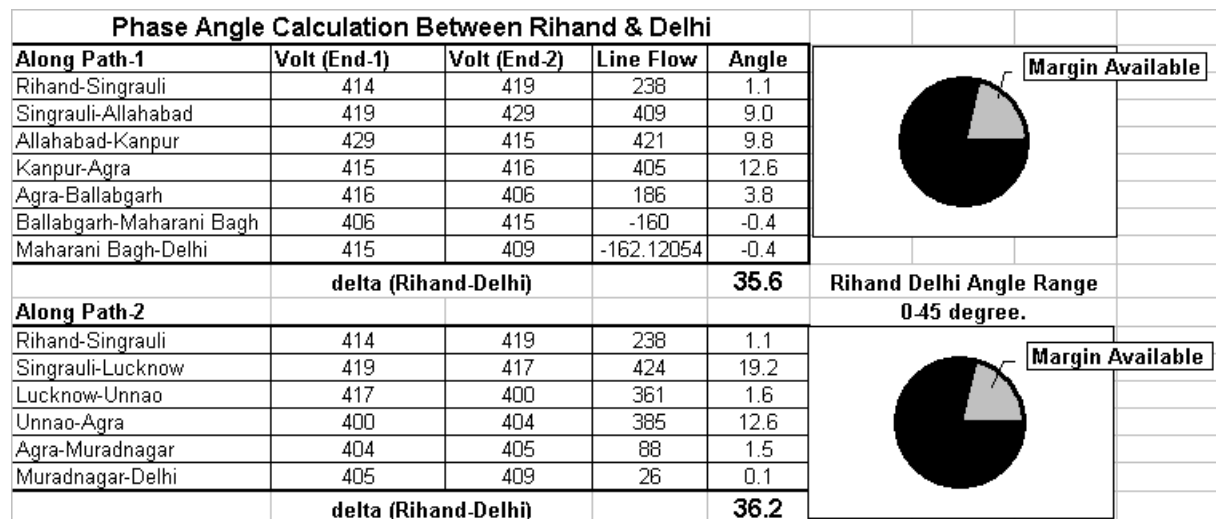 Phase Angle Calculation Between Rihand & Delhi
Along Path-1 Volt (End-1) Volt (End-2) Line Flow Angle
Rihand-Singrauli 414 419 238 1.1
Singrauli-Allahabad 419 429 409 9.0
Allahabad-Kanpur 429 415 421 9.8
Kanpur-Agra 415 416 405 12.6
Agra-Ballabgarh 416 406 186 3.8
Ballabgarh-Maharani Bagh 406 415 -160 -0.4
Maharani Bagh-Delhi 415 409 -162.12054 -0.4
delta (Rihand-Delhi) 35.6
Margin Available
Rihand Delhi Angle Range
0-45 degree.
Along Path-2
Rihand-Singrauli 414 419 238 1.1
Singrauli-Lucknow 419 417 424 19.2
Lucknow-Unnao 417 400 361 1.6
Unnao-Agra 400 404 385 12.6
Agra-Muradnagar 404 405 88 1.5
Muradnagar-Delhi 405 409 26 0.1
delta (Rihand-Delhi) 36.2
Margin Available